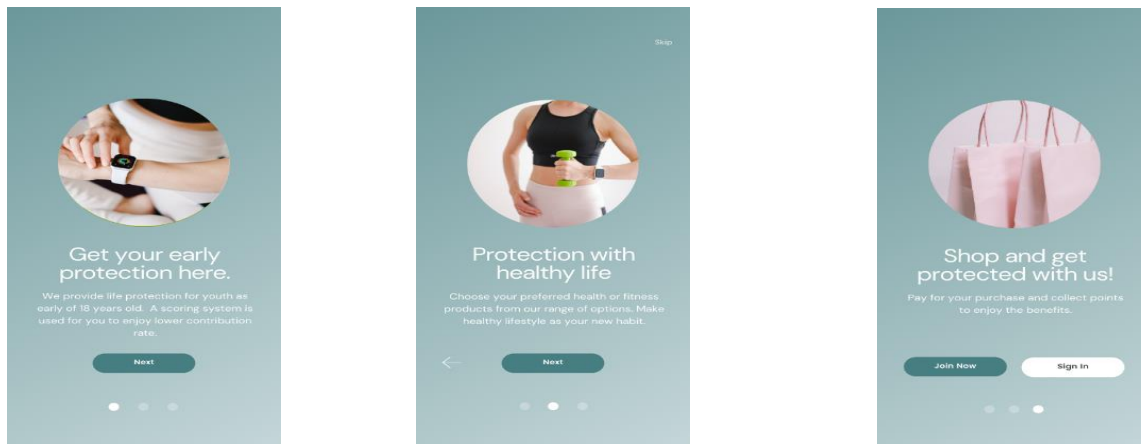 Get your early
protection here.
We provide life protection for youth as
early of 18 years old. A scoring system is
used for you to enjoy lower contribution
rate.
Next
Skip
Protection with
healthy life
Choose your preferred health or fitness
products from our range of options. Make
healthy lifestyle as your new habit.
Next
Shop and get
protected with us!
Pay for your purchase and collect points
to enjoy the benefits.
Join Now
Sign In